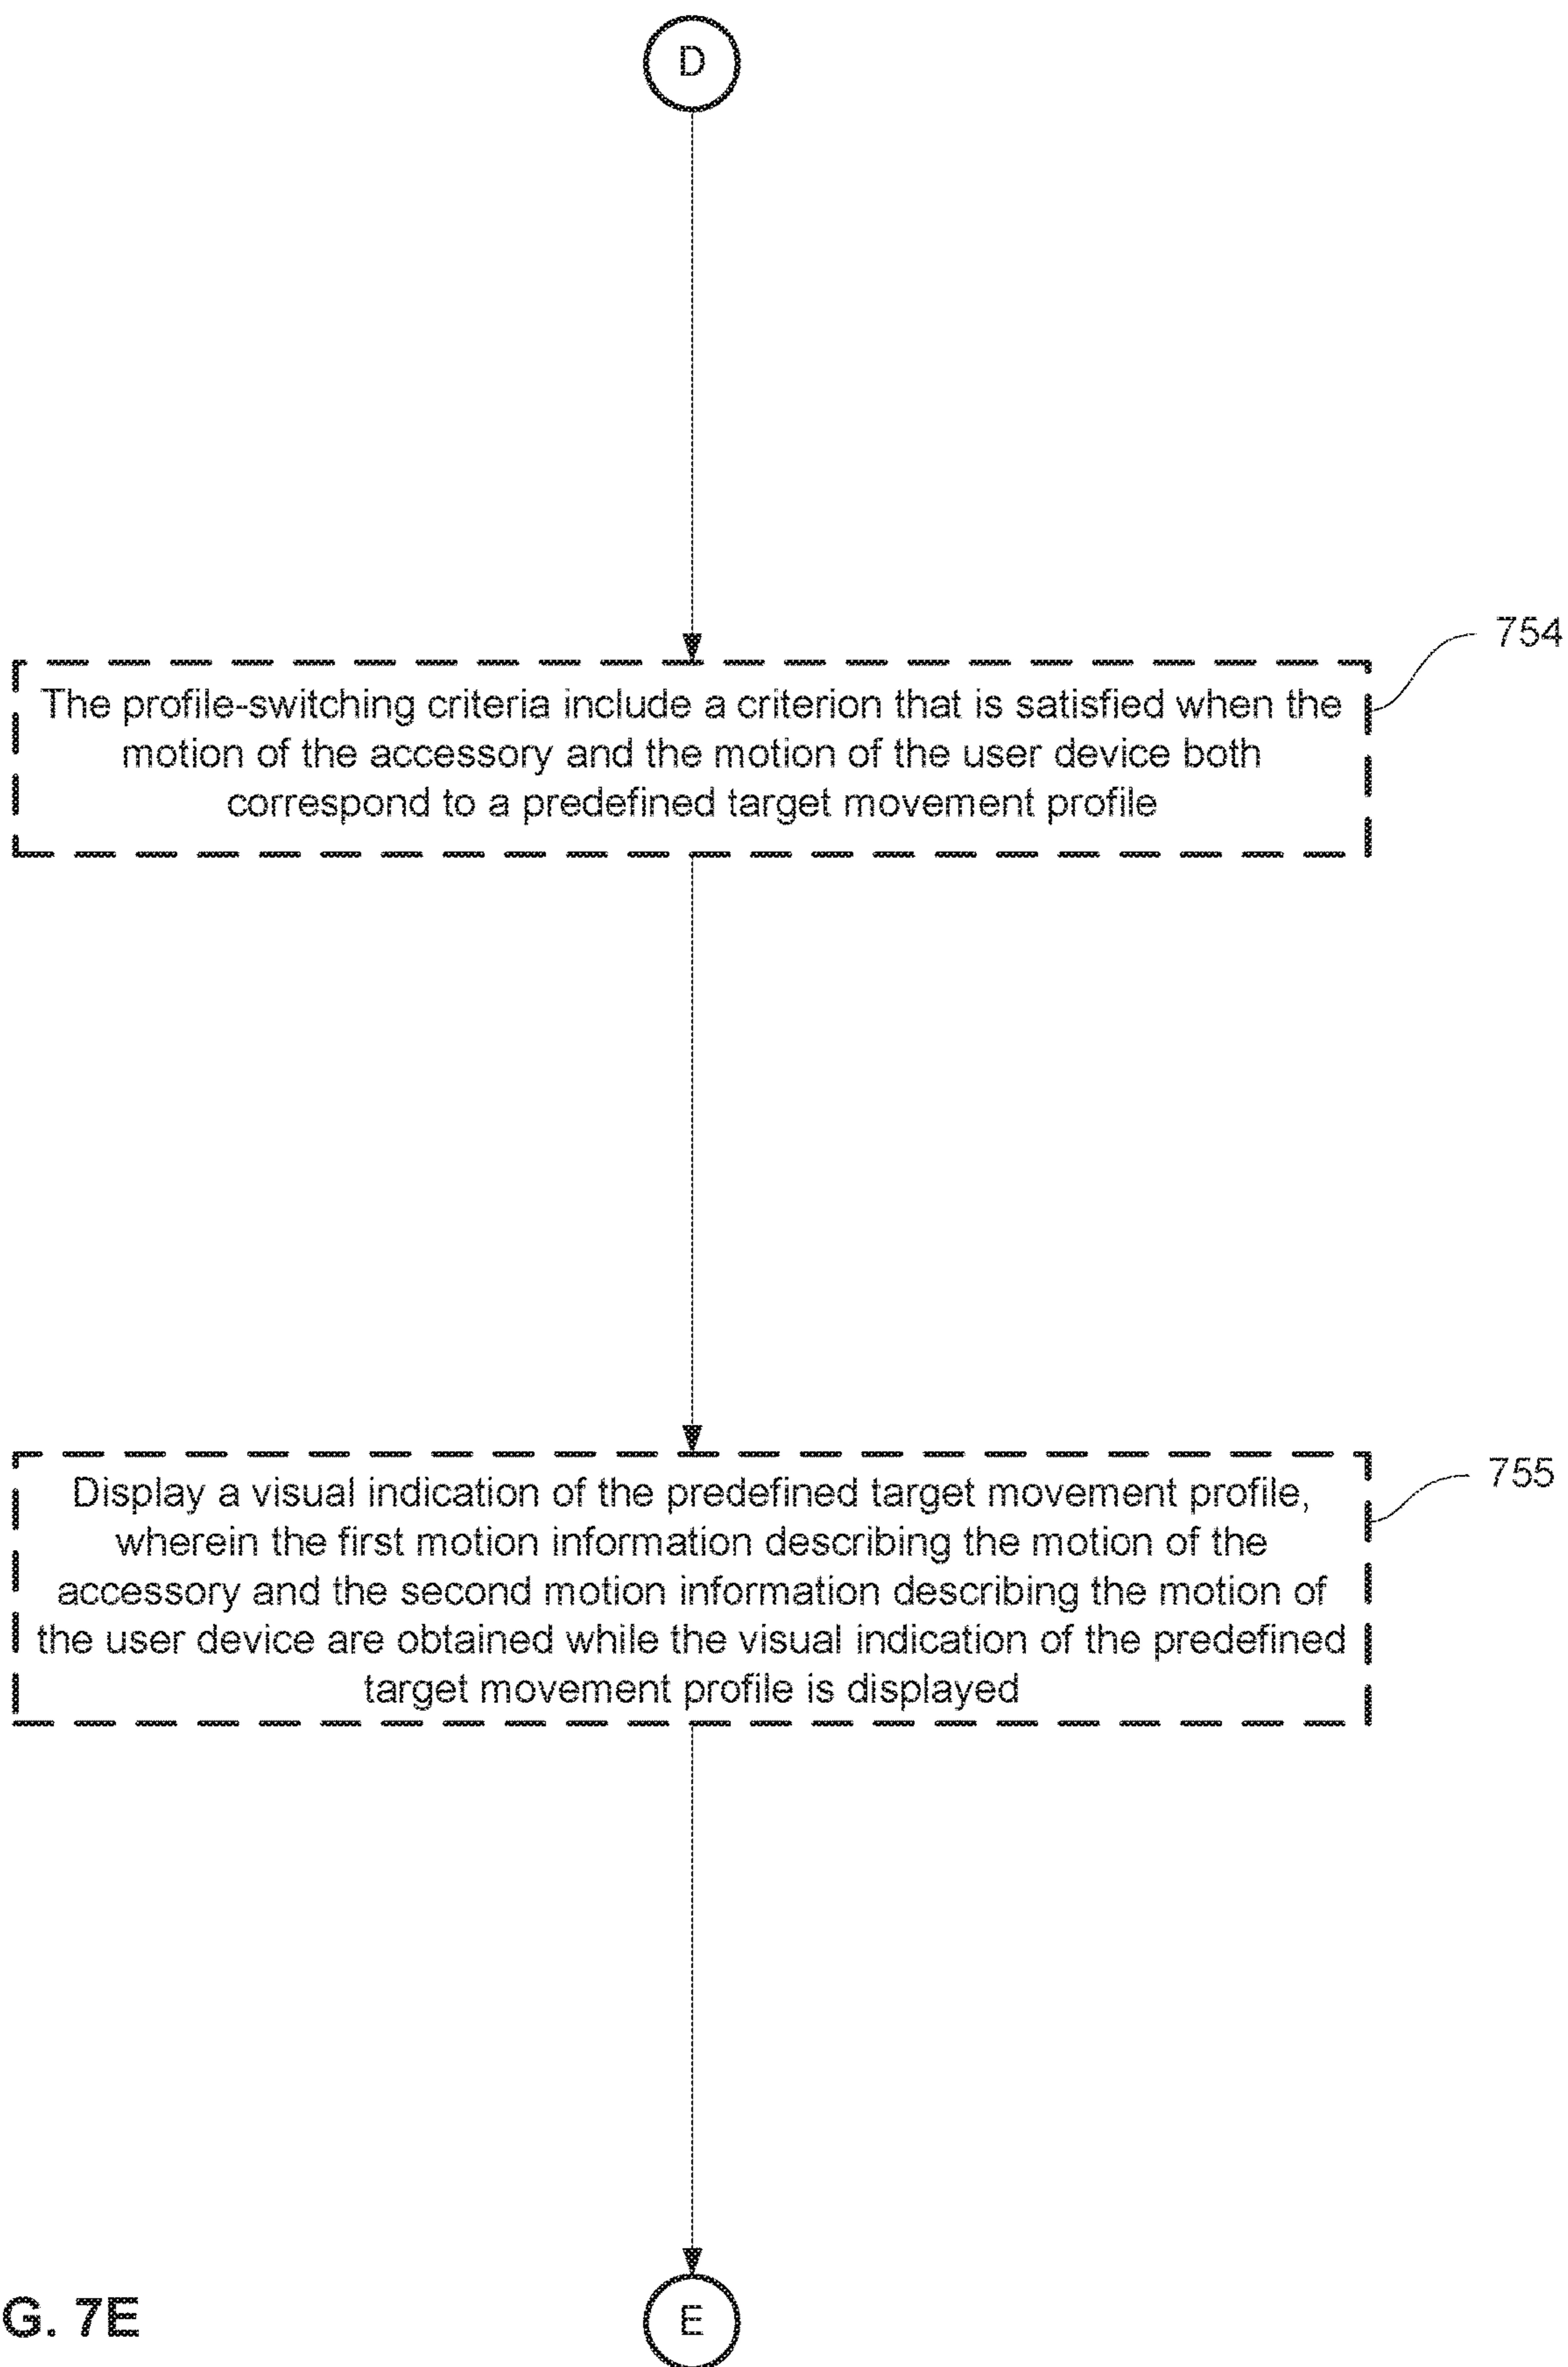 D
754
The profile-switching criteria include a criterion that is satisfied when the
motion of the accessory and the motion of the user device both
correspond to a predefined target movement profile
755
Display a visual indication of the predefined target movement profile,
wherein the first motion information describing the motion of the
accessory and the second motion information describing the motion of
the user device are obtained while the visual indication of the predefined
target movement profile is displayed
G. 7E
E